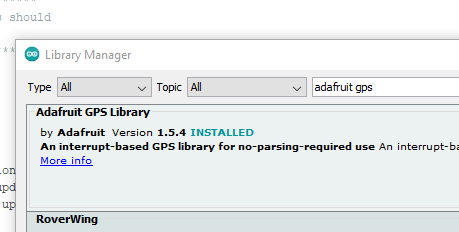 *****
s should
Library Manager
Type All Topic All adafruit gps
Adafruit GPS Library
by Adafruit Version 1.5.4 INSTALLED
An interrupt-based GPS library for no-parsing-required use An interrupt-ba
More info
ion
upd
up
RoverWing